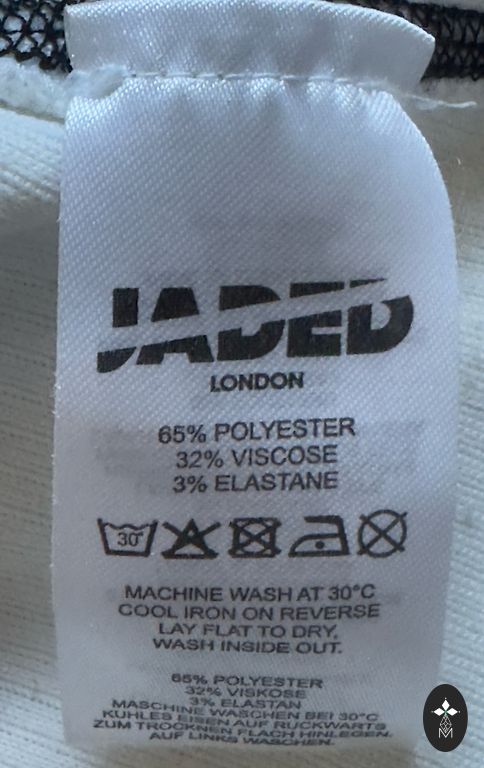 JADED
LONDON
65% POLYESTER
32% VISCOSE
3% ELASTANE
30°
MACHINE WASH AT 30°C
COOL IRON ON REVERSE
LAY FLAT TO DRY,
WASH INSIDE OUT.
65% POLYESTER
32% VISKOSE
3% ELASTAN
MASCHINE WASCHEN BEI 30°C
KUHLES EISEN AUF RUCKWARTS
ZUM TROCKNEN FLACH HINLEGEN.
AUF LINKS WASCHEN.
M